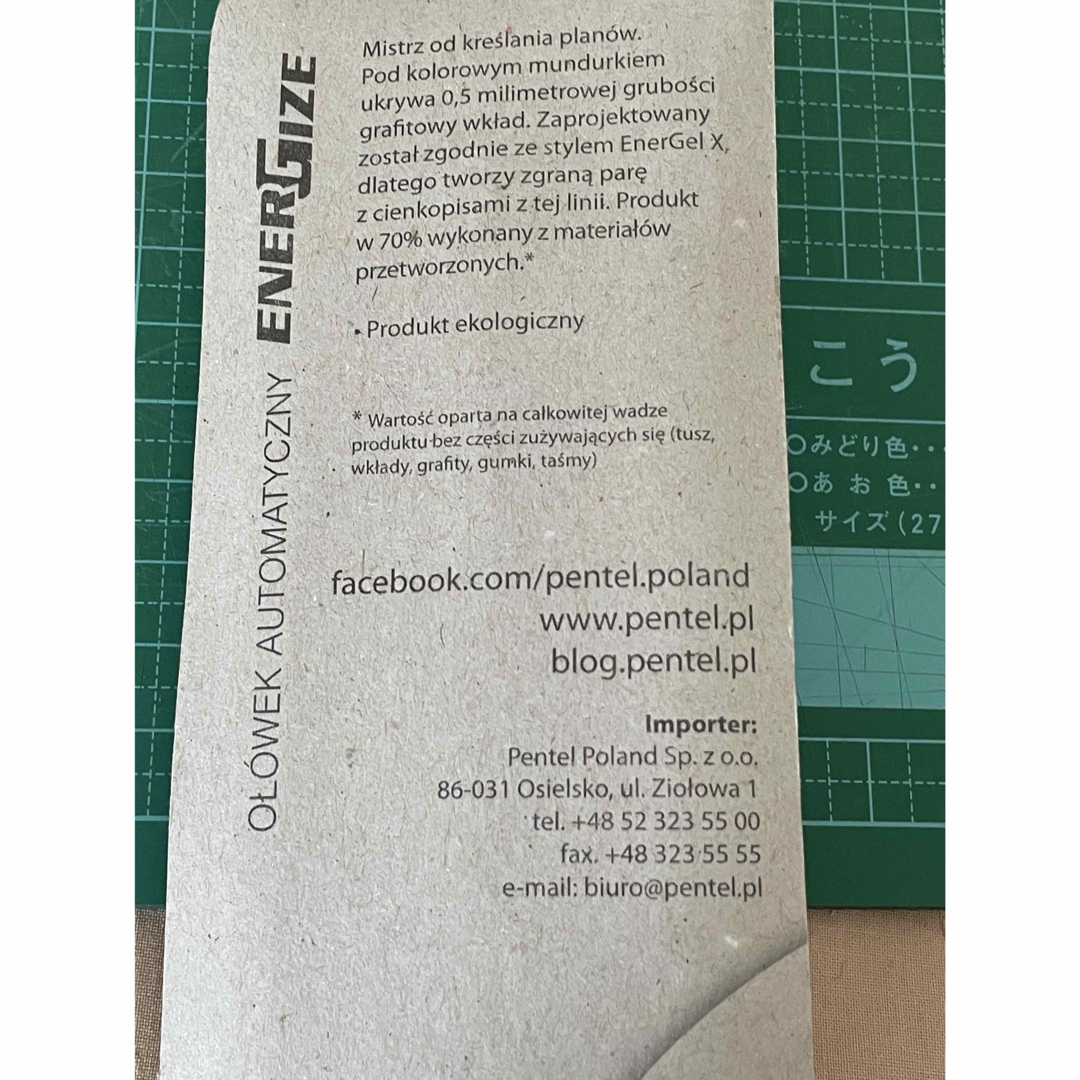 Mistrz od kreślania planów.
Pod kolorowym mundurkiem
ukrywa 0,5 milimetrowej grubości
grafitowy wkład. Zaprojektowany
został zgodnie ze stylem EnerGel X,
dlatego tworzy zgraną parę
z cienkopisami z tej linii. Produkt
w 70% wykonany z materiałów
przetworzonych.*
• Produkt ekologiczny
* Wartość oparta na całkowitej wadze
produktu bez części zużywających się (tusz,
wkłady, grafity, gumki, taśmy)
OŁÓWEK AUTOMATYCZNY ENERGIZE
facebook.com/pentel.poland
www.pentel.pl
blog.pentel.pl
Importer:
Pentel Poland Sp. z o.o.
86-031 Osielsko, ul. Ziołowa 1
tel. +48 52 323 55 00
fax. +48 323 55 55
e-mail: biuro@pentel.pl
こう
○みどり色・・・
○あ お 色・・
サイズ(27